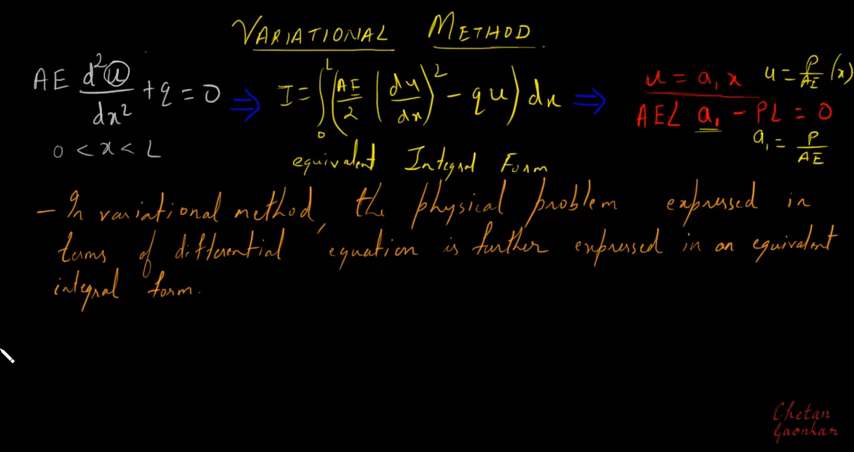 VARIATIONAL METHOD
AE d²u/dx² + q = 0
0 < x < L
⇒ I = ∫₀ᴸ (AE/2 (du/dx)² − qu) dx ⇒
equivalent Integral Form
u = a₁x
AEL a₁ − PL = 0
u = P/AE (x)
a₁ = P/AE
- In variational method, the physical problem expressed in
terms of differential equation is further expressed in an equivalent
integral form.
Chetan
Gaonkar